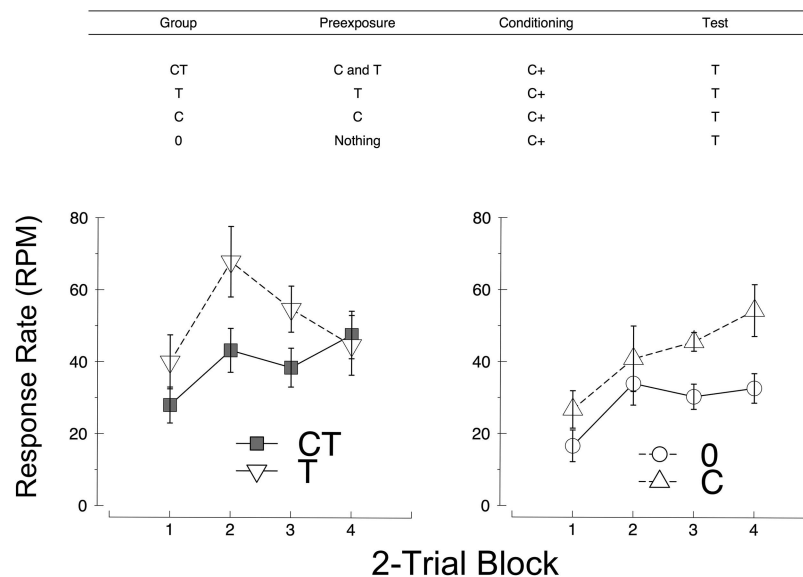 Group Preexposure Conditioning Test
CT C and T C+ T
T T C+ T
C C C+ T
0 Nothing C+ T
Response Rate (RPM)
80 60 40 20 0
1 2 3 4
CT
T
80 60 40 20 0
1 2 3 4
0
C
2-Trial Block